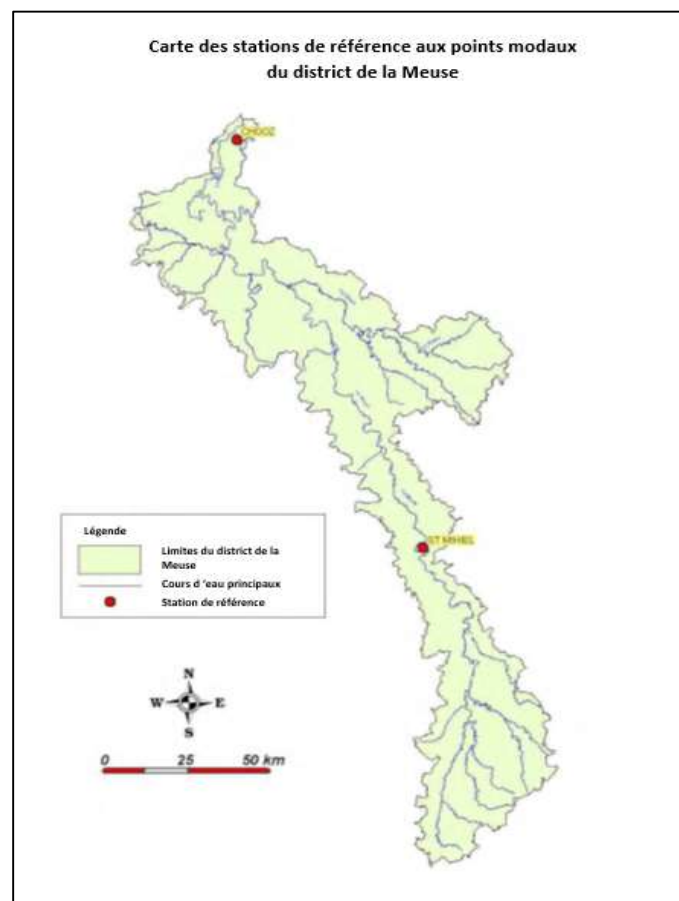 Carte des stations de référence aux points modaux
du district de la Meuse
CHOOZ
ST MIHIEL
Légende
Limites du district de la
Meuse
Cours d 'eau principaux
Station de référence
N
W E
S
0 25 50 km